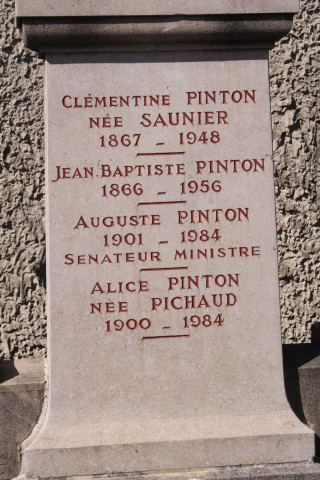 CLÉMENTINE PINTON
NÉE SAUNIER
1867 - 1948
JEAN.BAPTISTE PINTON
1866 - 1956
AUGUSTE PINTON
1901 - 1984
SENATEUR MINISTRE
ALICE PINTON
NÉE PICHAUD
1900 - 1984